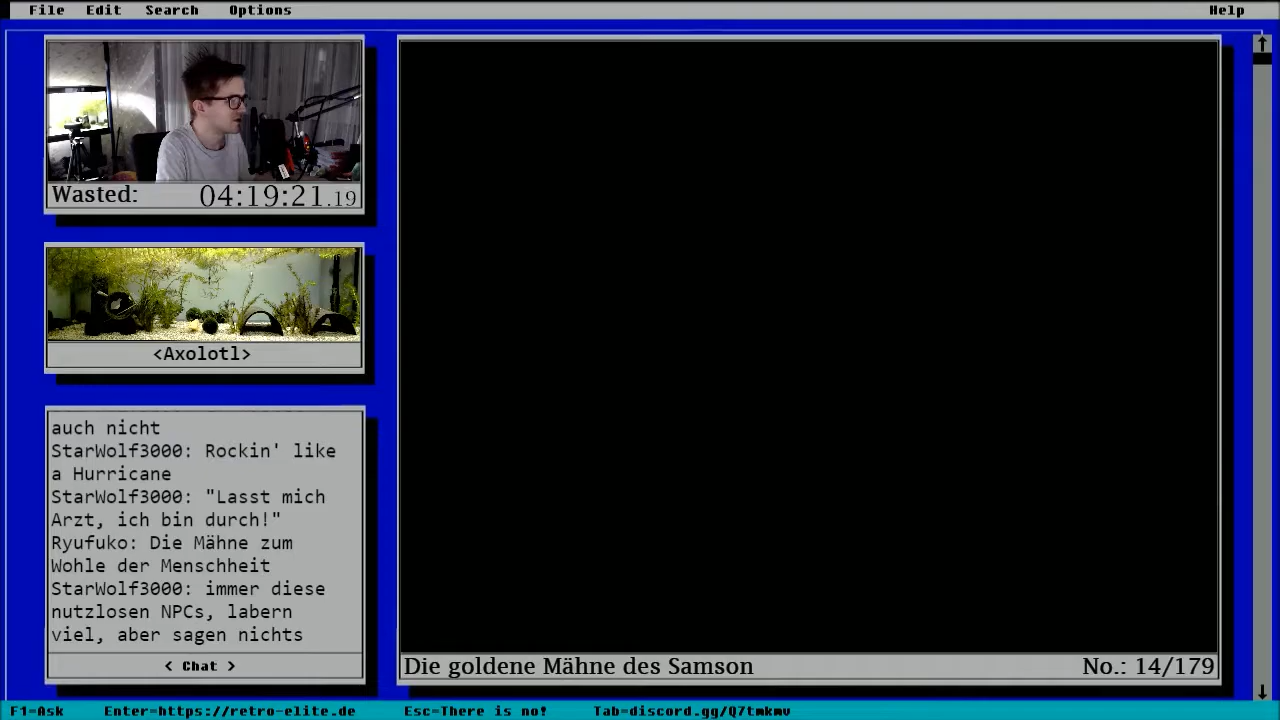 File Edit Search Options Help
Wasted: 04:19:21.19
<Axolotl>
auch nicht
StarWolf3000: Rockin' like
a Hurricane
StarWolf3000: "Lasst mich
Arzt, ich bin durch!"
Ryufuko: Die Mähne zum
Wohle der Menschheit
StarWolf3000: immer diese
nutzlosen NPCs, labern
viel, aber sagen nichts
< Chat >
Die goldene Mähne des Samson No.: 14/179
F1=Ask Enter=https://retro-elite.de Esc=There is no! Tab=discord.gg/Q7tmkmv